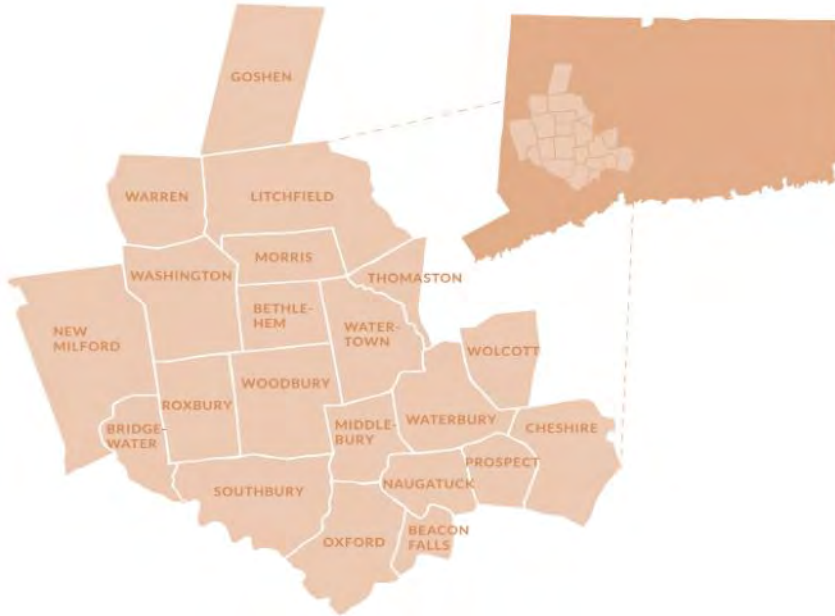 GOSHEN
WARREN
LITCHFIELD
MORRIS
WASHINGTON
THOMASTON
BETHLE-
HEM
NEW
MILFORD
WATER-
TOWN
WOLCOTT
WOODBURY
ROXBURY
BRIDGE-
WATER
MIDDLE-
BURY
WATERBURY
CHESHIRE
PROSPECT
NAUGATUCK
SOUTHBURY
OXFORD
BEACON
FALLS